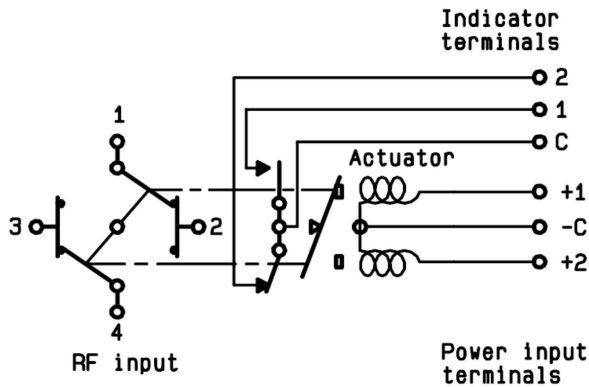 Indicator
terminals
2
1
C
1
Actuator
+1
3
2
-C
+2
4
RF input
Power input
terminals